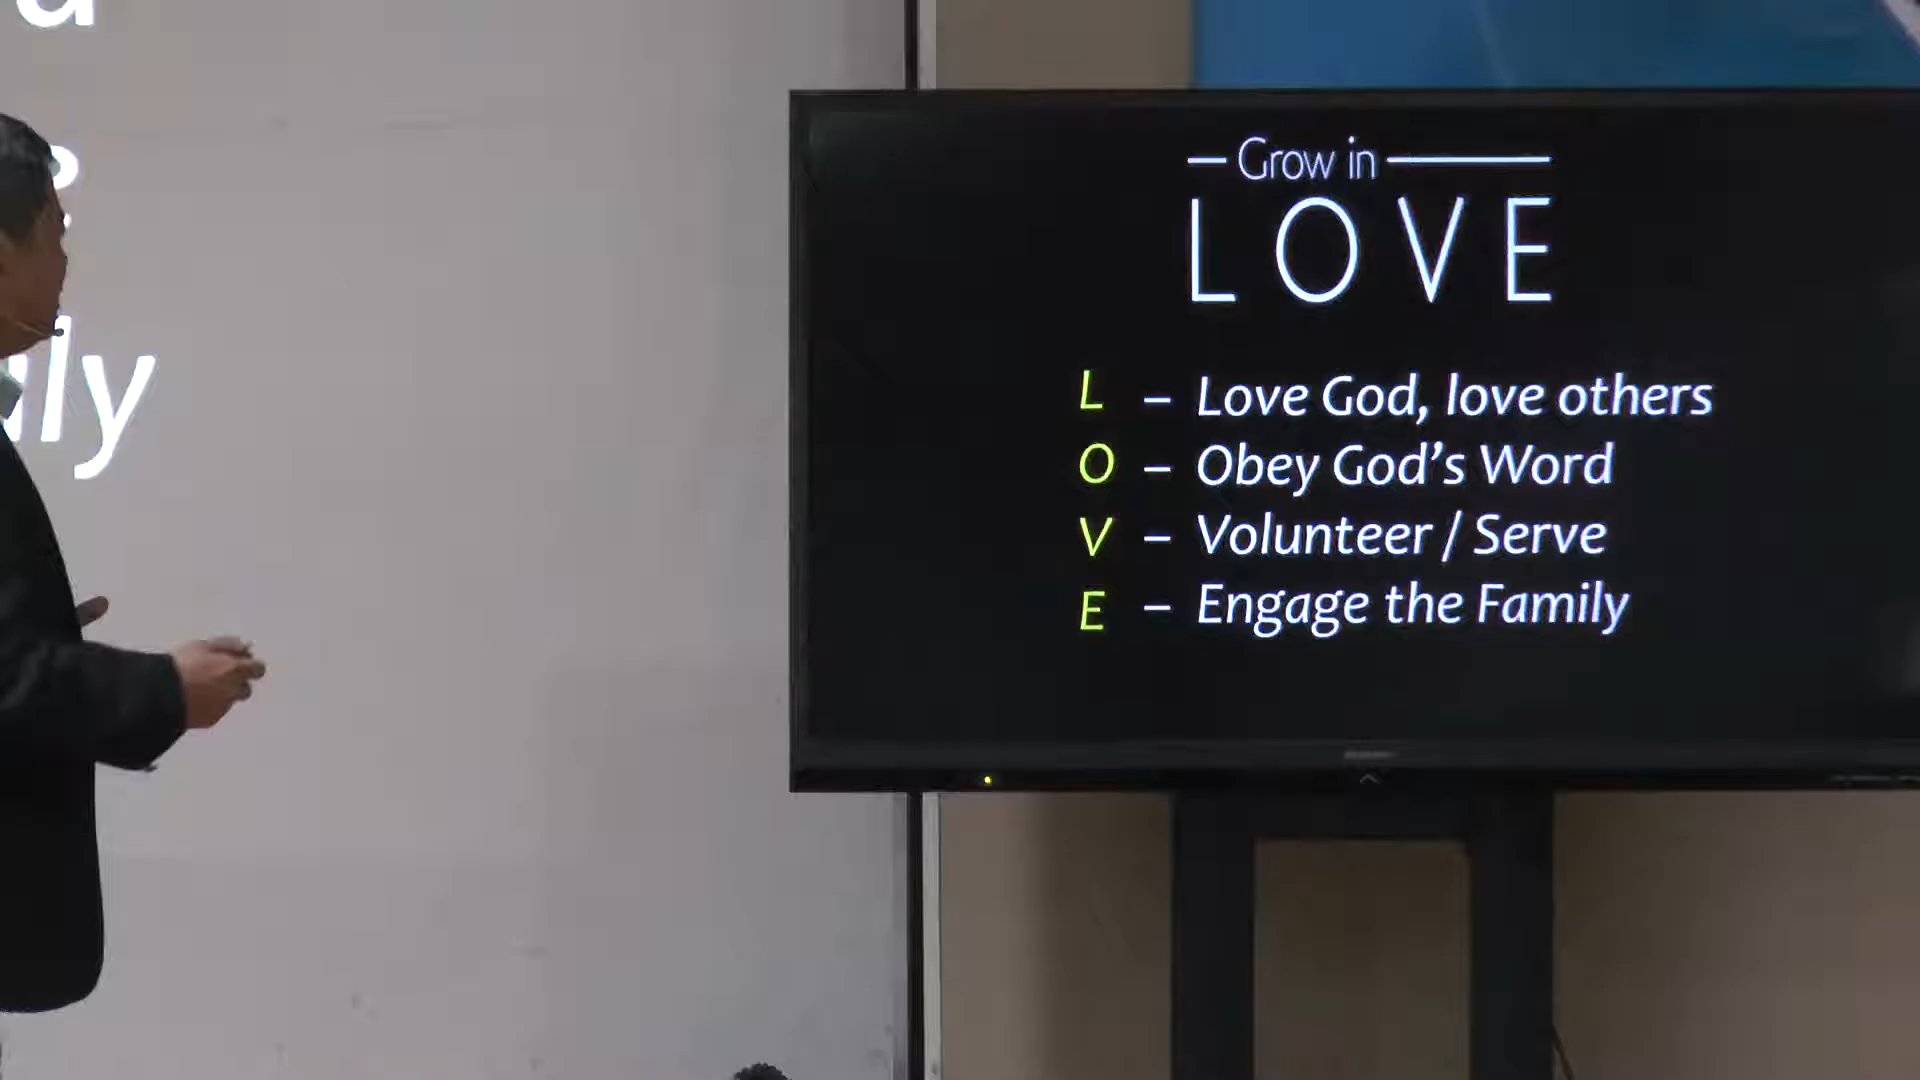 Grow in
LOVE
L – Love God, love others
O – Obey God's Word
V – Volunteer / Serve
E – Engage the Family